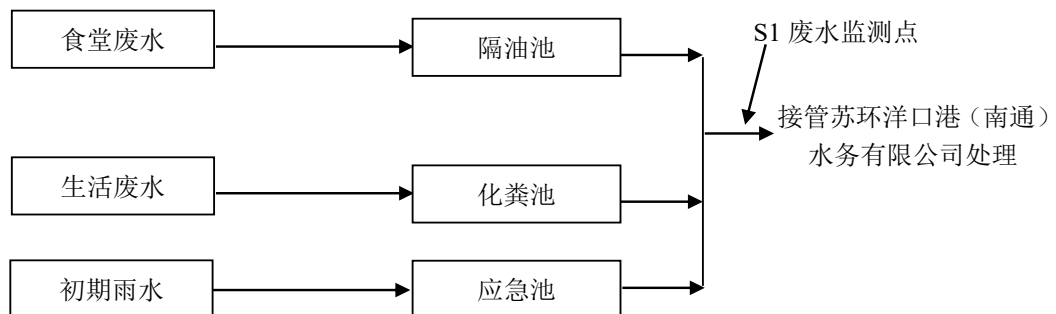 食堂废水
隔油池
S1 废水监测点
接管苏环洋口港（南通）
水务有限公司处理
生活废水
化粪池
初期雨水
应急池